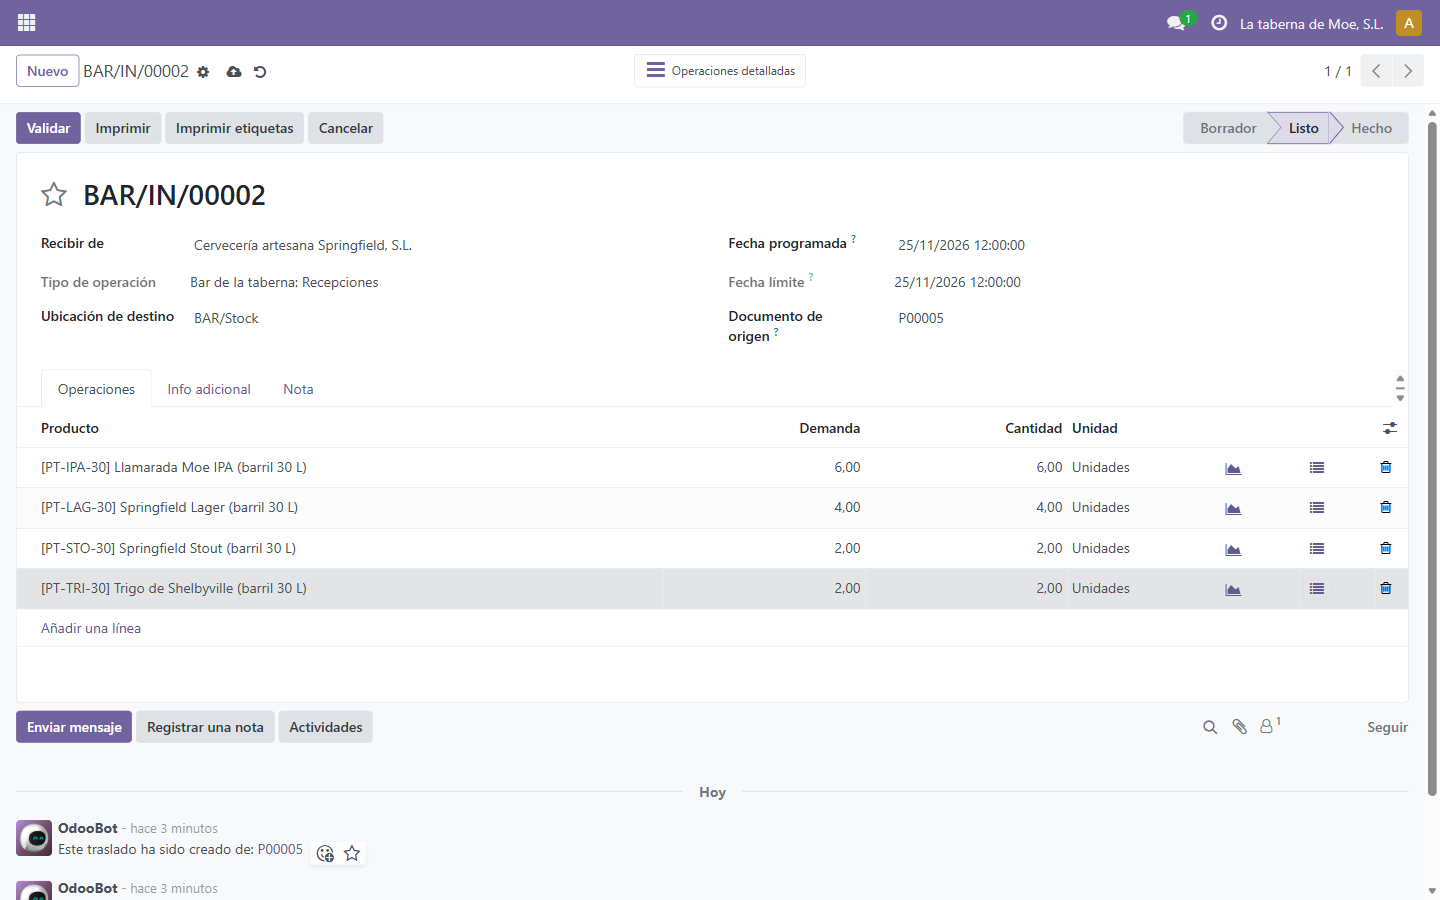 1
La taberna de Moe, S.L.
A
Nuevo
BAR/IN/00002
Operaciones detalladas
1 / 1
Validar
Imprimir
Imprimir etiquetas
Cancelar
Borrador
Listo
Hecho
BAR/IN/00002
Recibir de
Cervecería artesana Springfield, S.L.
Fecha programada ?
25/11/2026 12:00:00
Tipo de operación
Bar de la taberna: Recepciones
Fecha límite ?
25/11/2026 12:00:00
Ubicación de destino
BAR/Stock
Documento de
origen ?
P00005
Operaciones
Info adicional
Nota
Producto Demanda Cantidad Unidad
[PT-IPA-30] Llamarada Moe IPA (barril 30 L) 6,00 6,00 Unidades
[PT-LAG-30] Springfield Lager (barril 30 L) 4,00 4,00 Unidades
[PT-STO-30] Springfield Stout (barril 30 L) 2,00 2,00 Unidades
[PT-TRI-30] Trigo de Shelbyville (barril 30 L) 2,00 2,00 Unidades
Añadir una línea
Enviar mensaje
Registrar una nota
Actividades
1
Seguir
Hoy
OdooBot - hace 3 minutos
Este traslado ha sido creado de: P00005
OdooBot - hace 3 minutos